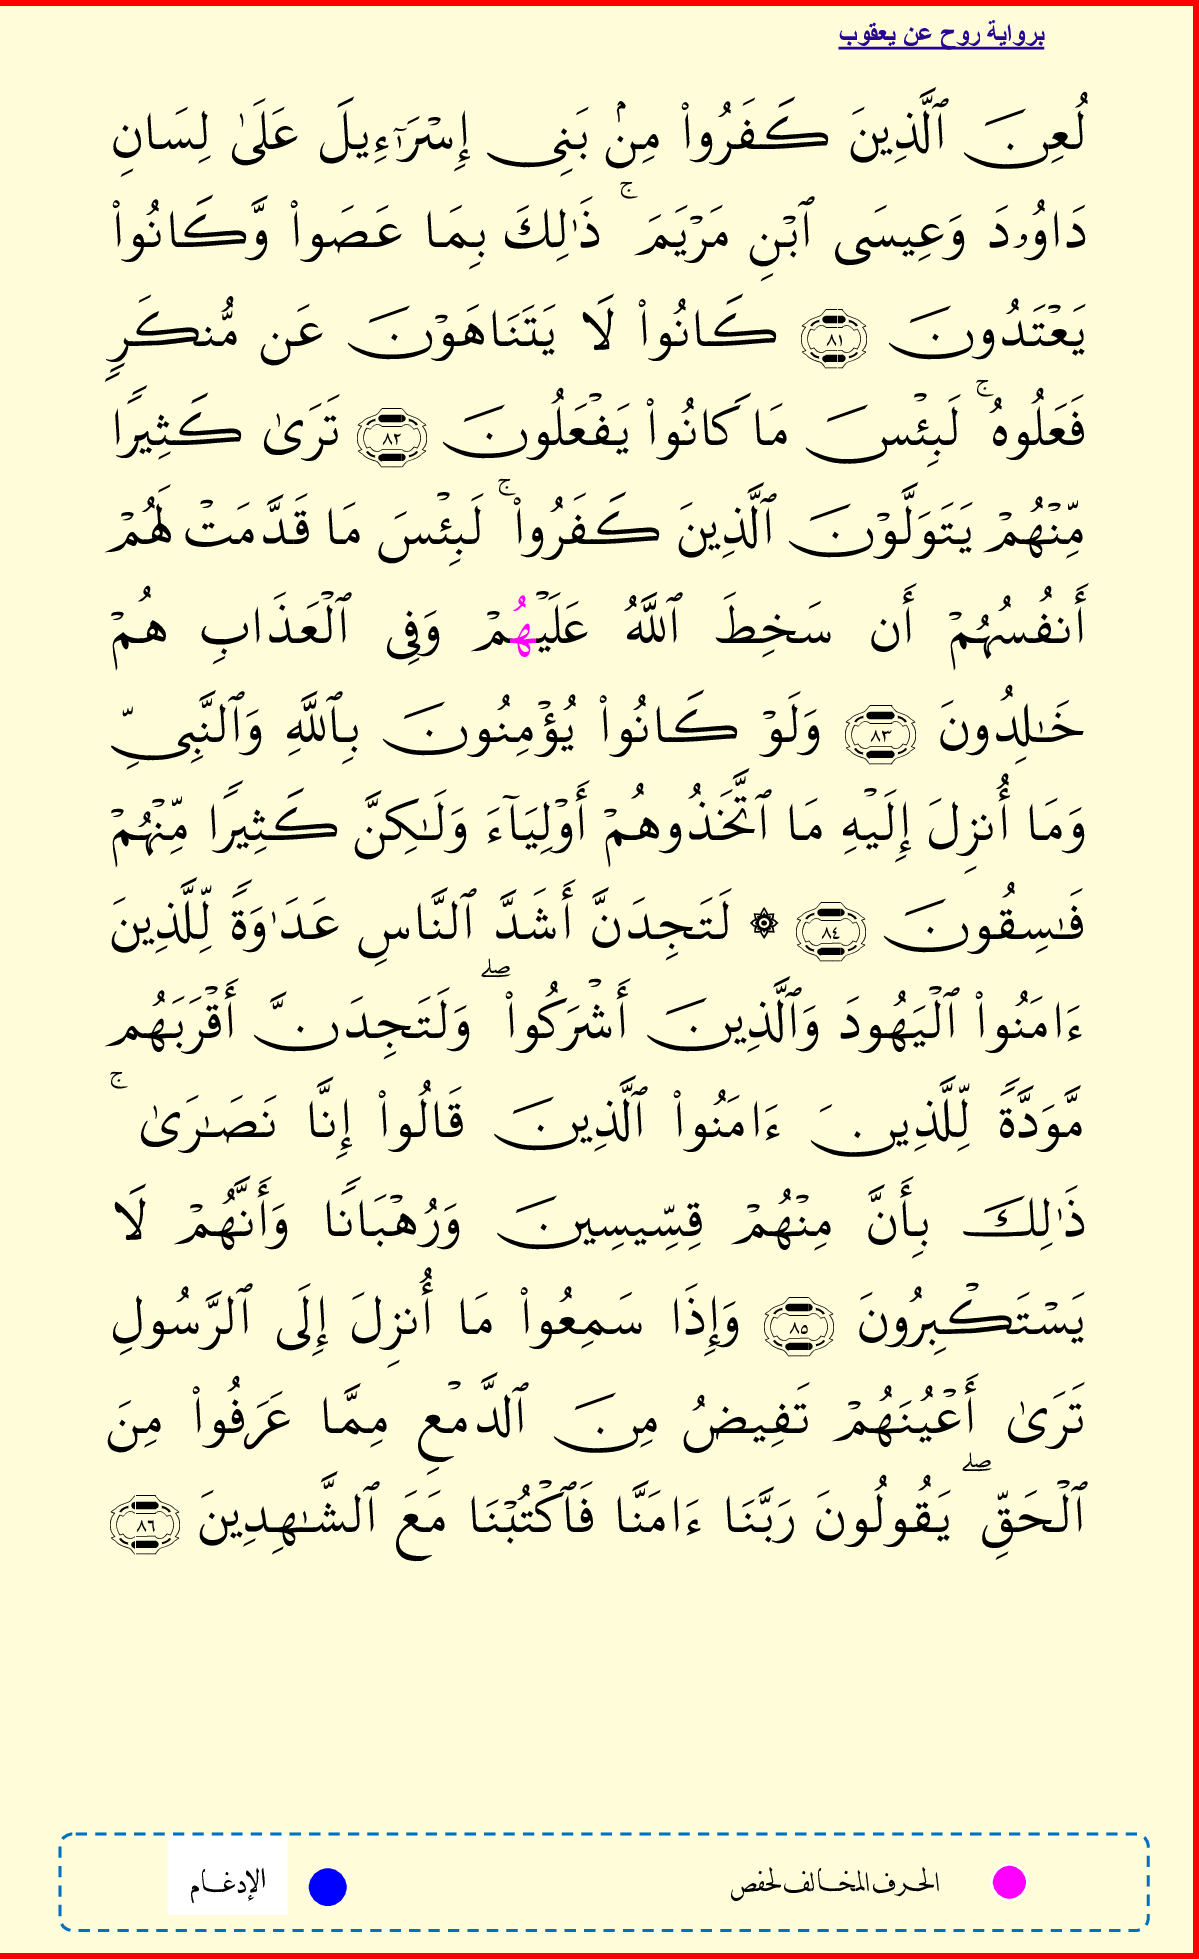 برواية روح عن يعقوب
لُعِنَ ٱلَّذِينَ كَفَرُواْ مِنۢ بَنِى إِسْرَـٰٓءِيلَ عَلَىٰ لِسَانِ
دَاوُۥدَ وَعِيسَى ٱبْنِ مَرْيَمَ ۚ ذَٰلِكَ بِمَا عَصَواْ وَّكَانُواْ
يَعْتَدُونَ ٨١ كَانُواْ لَا يَتَنَاهَوْنَ عَن مُّنكَرٍ
فَعَلُوهُ ۚ لَبِئْسَ مَا كَانُواْ يَفْعَلُونَ ٨٢ تَرَىٰ كَثِيرًا
مِّنْهُمْ يَتَوَلَّوْنَ ٱلَّذِينَ كَفَرُواْ ۚ لَبِئْسَ مَا قَدَّمَتْ لَهُمْ
أَنفُسُهُمْ أَن سَخِطَ ٱللَّهُ عَلَيْهُمْ وَفِى ٱلْعَذَابِ هُمْ
خَـٰلِدُونَ ٨٣ وَلَوْ كَانُواْ يُؤْمِنُونَ بِٱللَّهِ وَٱلنَّبِىِّ
وَمَا أُنزِلَ إِلَيْهِ مَا ٱتَّخَذُوهُمْ أَوْلِيَآءَ وَلَـٰكِنَّ كَثِيرًا مِّنْهُمْ
فَـٰسِقُونَ ٨٤ ۞ لَتَجِدَنَّ أَشَدَّ ٱلنَّاسِ عَدَٰوَةً لِّلَّذِينَ
ءَامَنُواْ ٱلْيَهُودَ وَٱلَّذِينَ أَشْرَكُواْ ۖ وَلَتَجِدَنَّ أَقْرَبَهُم
مَّوَدَّةً لِّلَّذِينَ ءَامَنُواْ ٱلَّذِينَ قَالُواْ إِنَّا نَصَـٰرَىٰ ۚ
ذَٰلِكَ بِأَنَّ مِنْهُمْ قِسِّيسِينَ وَرُهْبَانًا وَأَنَّهُمْ لَا
يَسْتَكْبِرُونَ ٨٥ وَإِذَا سَمِعُواْ مَا أُنزِلَ إِلَى ٱلرَّسُولِ
تَرَىٰ أَعْيُنَهُمْ تَفِيضُ مِنَ ٱلدَّمْعِ مِمَّا عَرَفُواْ مِنَ
ٱلْحَقِّ ۖ يَقُولُونَ رَبَّنَا ءَامَنَّا فَٱكْتُبْنَا مَعَ ٱلشَّـٰهِدِينَ ٨٦
الحرف المخالف لحفص الإدغام